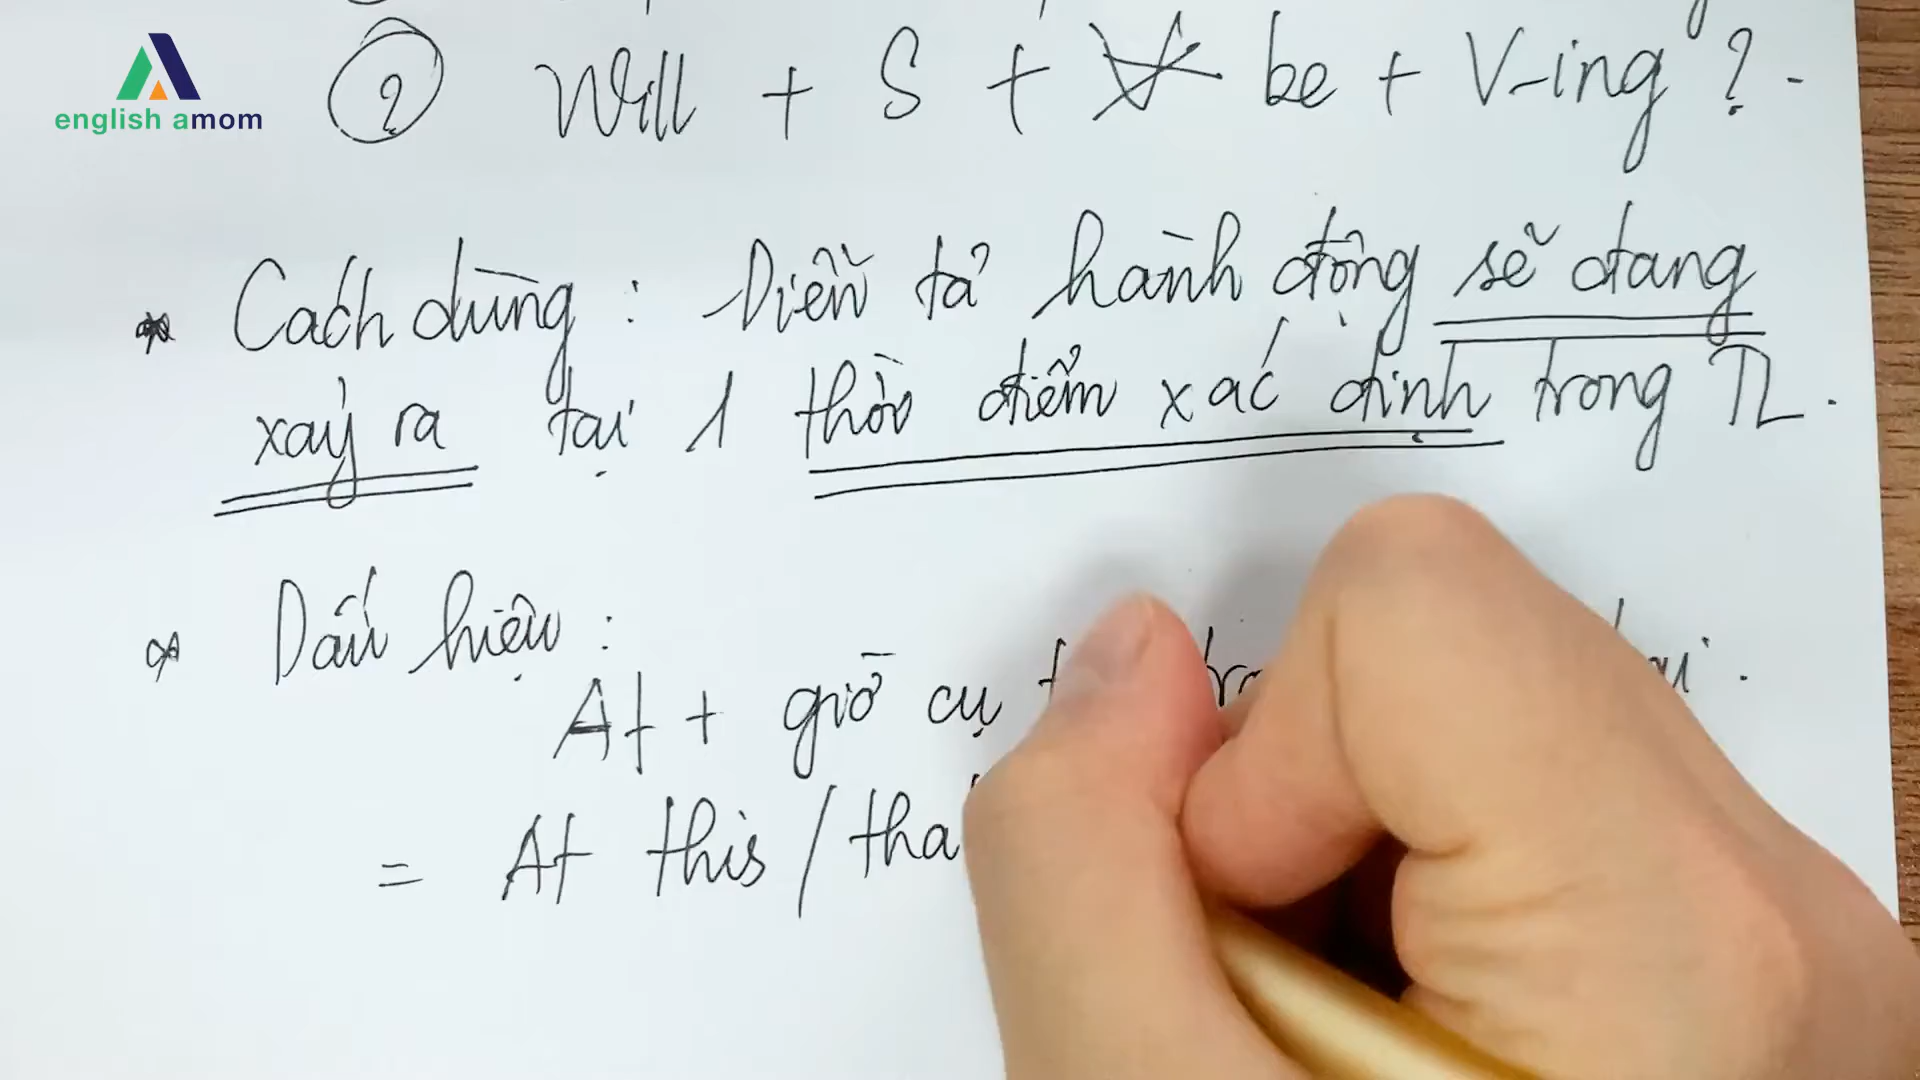 english amom
? Will + S + be + V-ing ?
* Cách dùng : Diễn tả hành động sẽ đang
xảy ra tại 1 thời điểm xác định trong TL.
* Dấu hiệu :
At + giờ cụ
= At this / tha